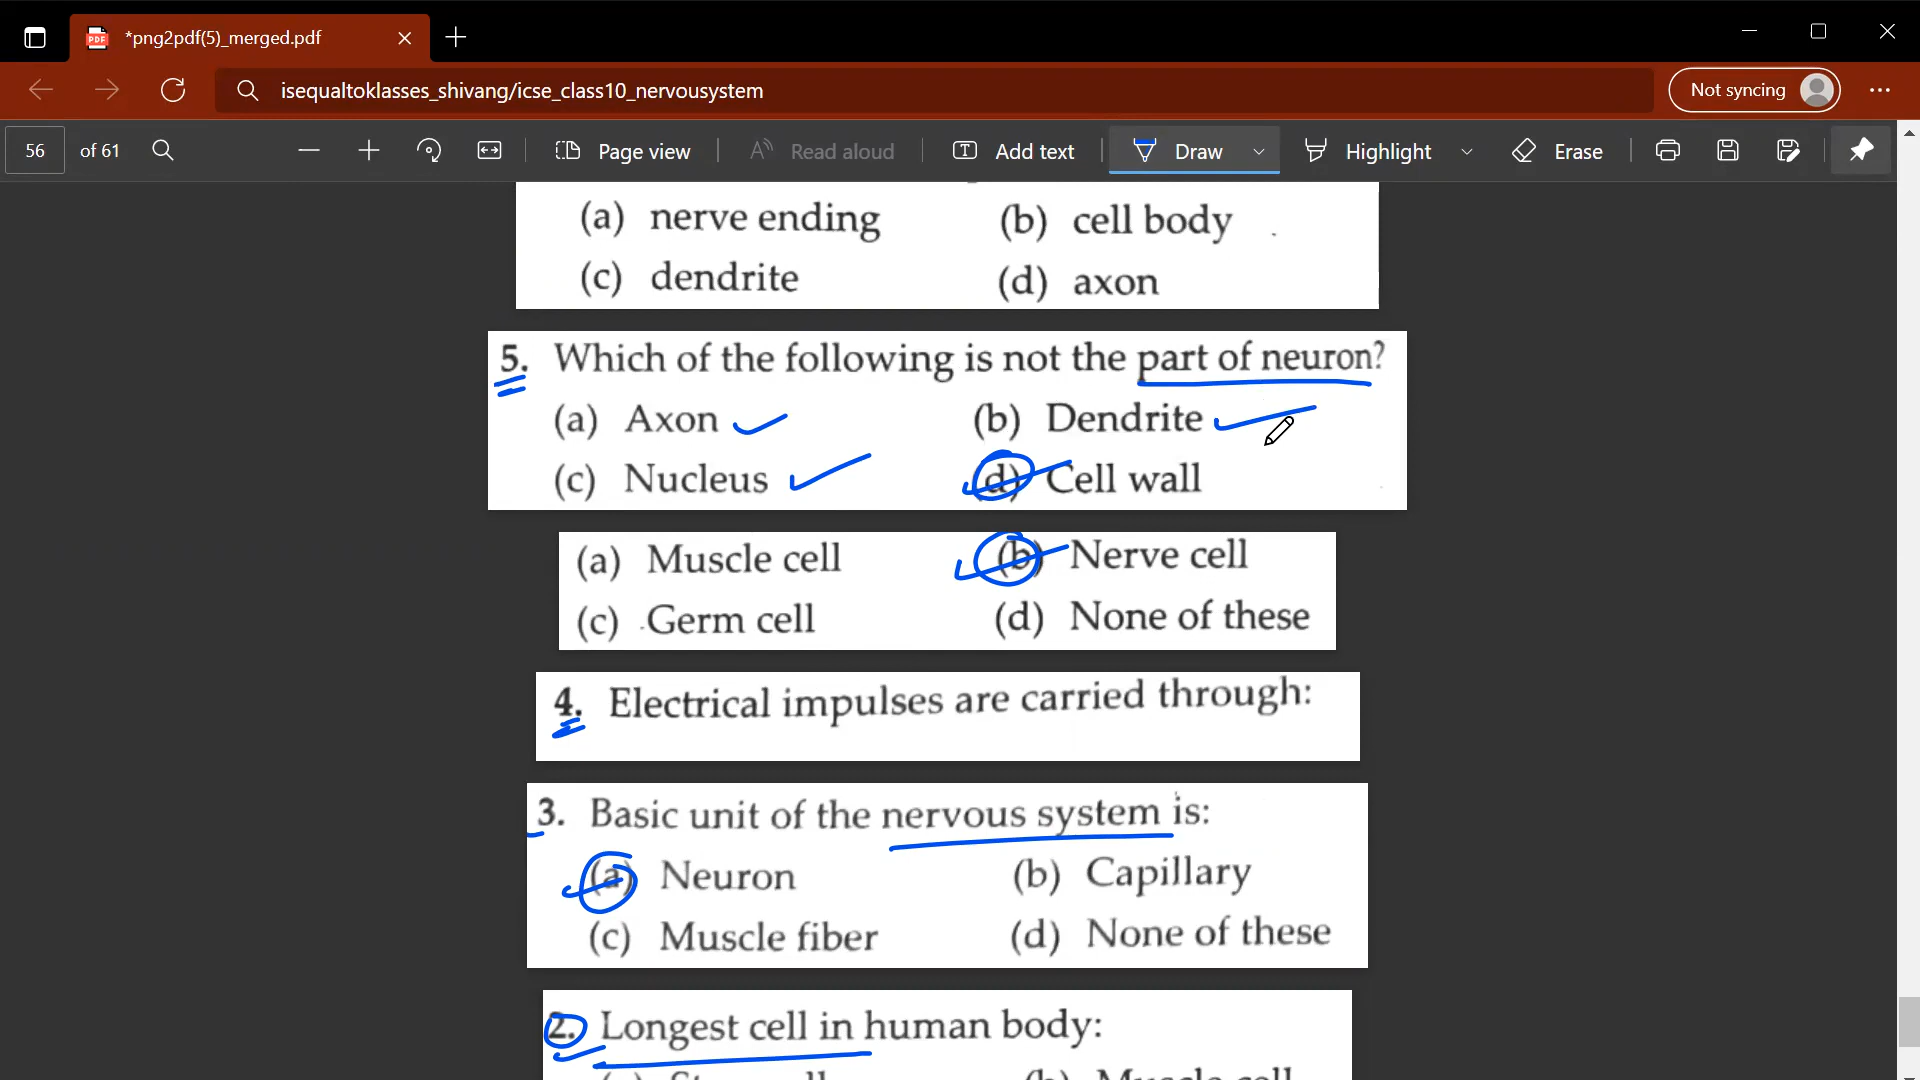 *png2pdf(5)_merged.pdf
isequaltoklasses_shivang/icse_class10_nervousystem
Not syncing
56 of 61
Page view
Read aloud
Add text
Draw
Highlight
Erase
(a) nerve ending (b) cell body
(c) dendrite (d) axon
5. Which of the following is not the part of neuron?
(a) Axon (b) Dendrite
(c) Nucleus (d) Cell wall
(a) Muscle cell (b) Nerve cell
(c) Germ cell (d) None of these
4. Electrical impulses are carried through:
3. Basic unit of the nervous system is:
(a) Neuron (b) Capillary
(c) Muscle fiber (d) None of these
2. Longest cell in human body: